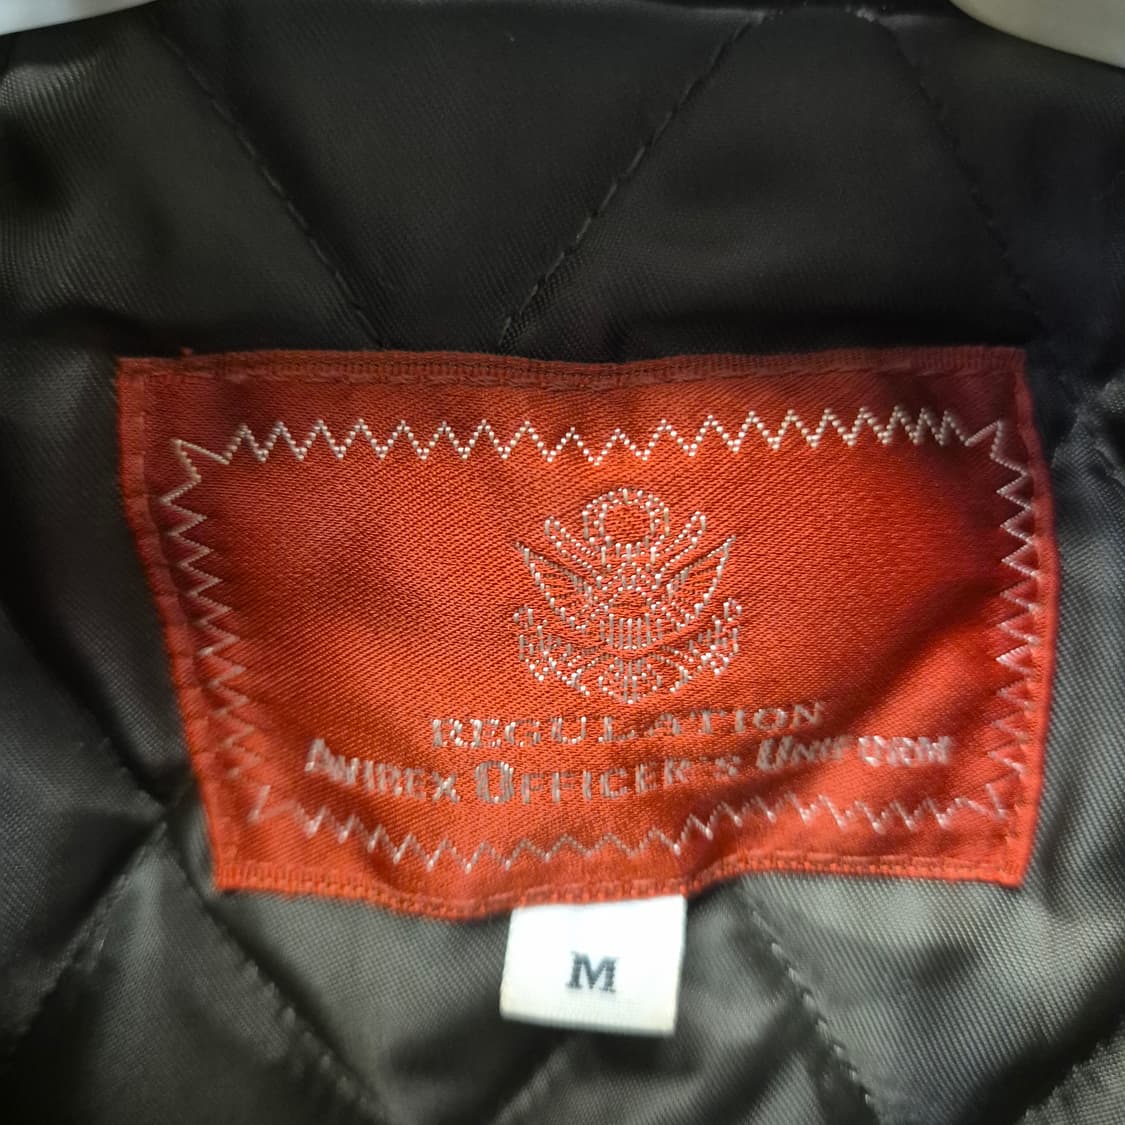 REGULATION
AVIREX OFFICER'S UNIFORM
M